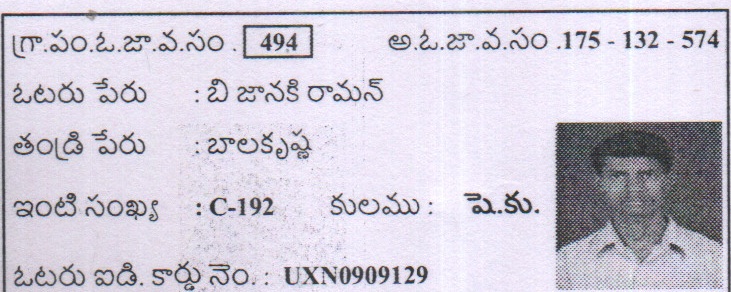 గ్రా.పం.ఓ.జా.వ.సం. 494 అ.ఓ.జా.వ.సం .175 - 132 - 574
ఓటరు పేరు : బి జానకి రామన్
తండ్రి పేరు : బాలకృష్ణ
ఇంటి సంఖ్య : C-192 కులము : షె.కు.
ఓటరు ఐడి. కార్డు నెం. : UXN0909129